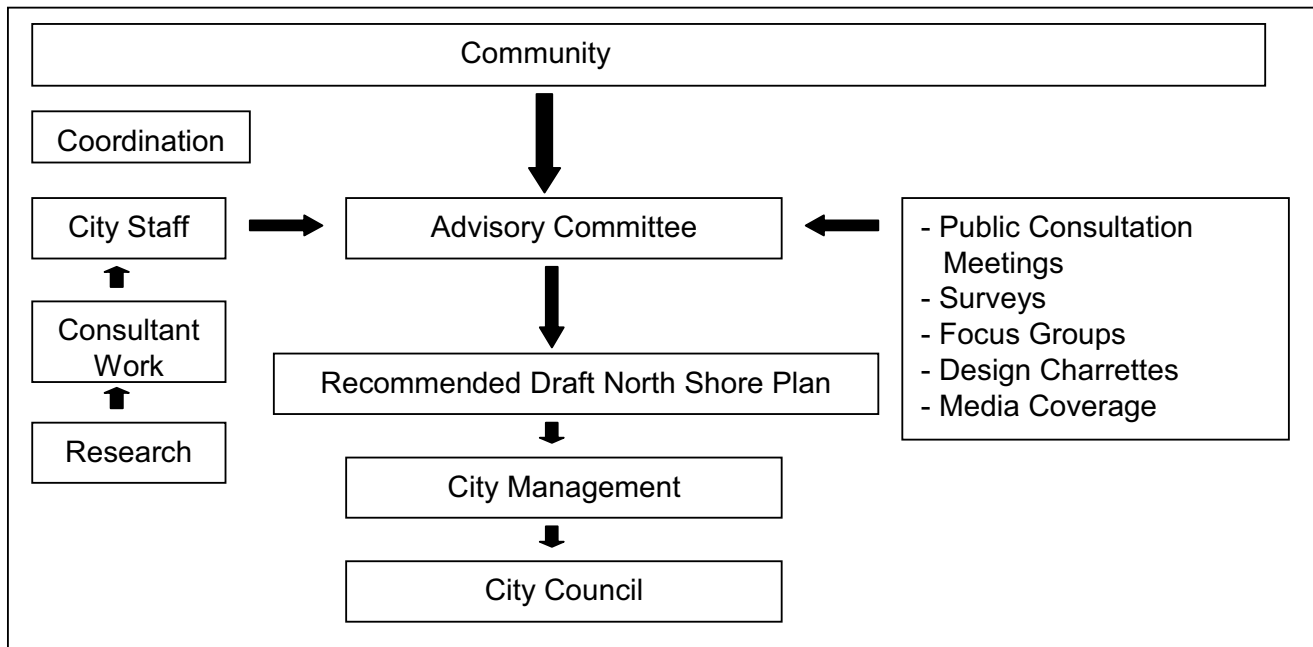 Community
Coordination
City Staff
Advisory Committee
- Public Consultation
Meetings
- Surveys
- Focus Groups
- Design Charrettes
- Media Coverage
Consultant
Work
Recommended Draft North Shore Plan
Research
City Management
City Council